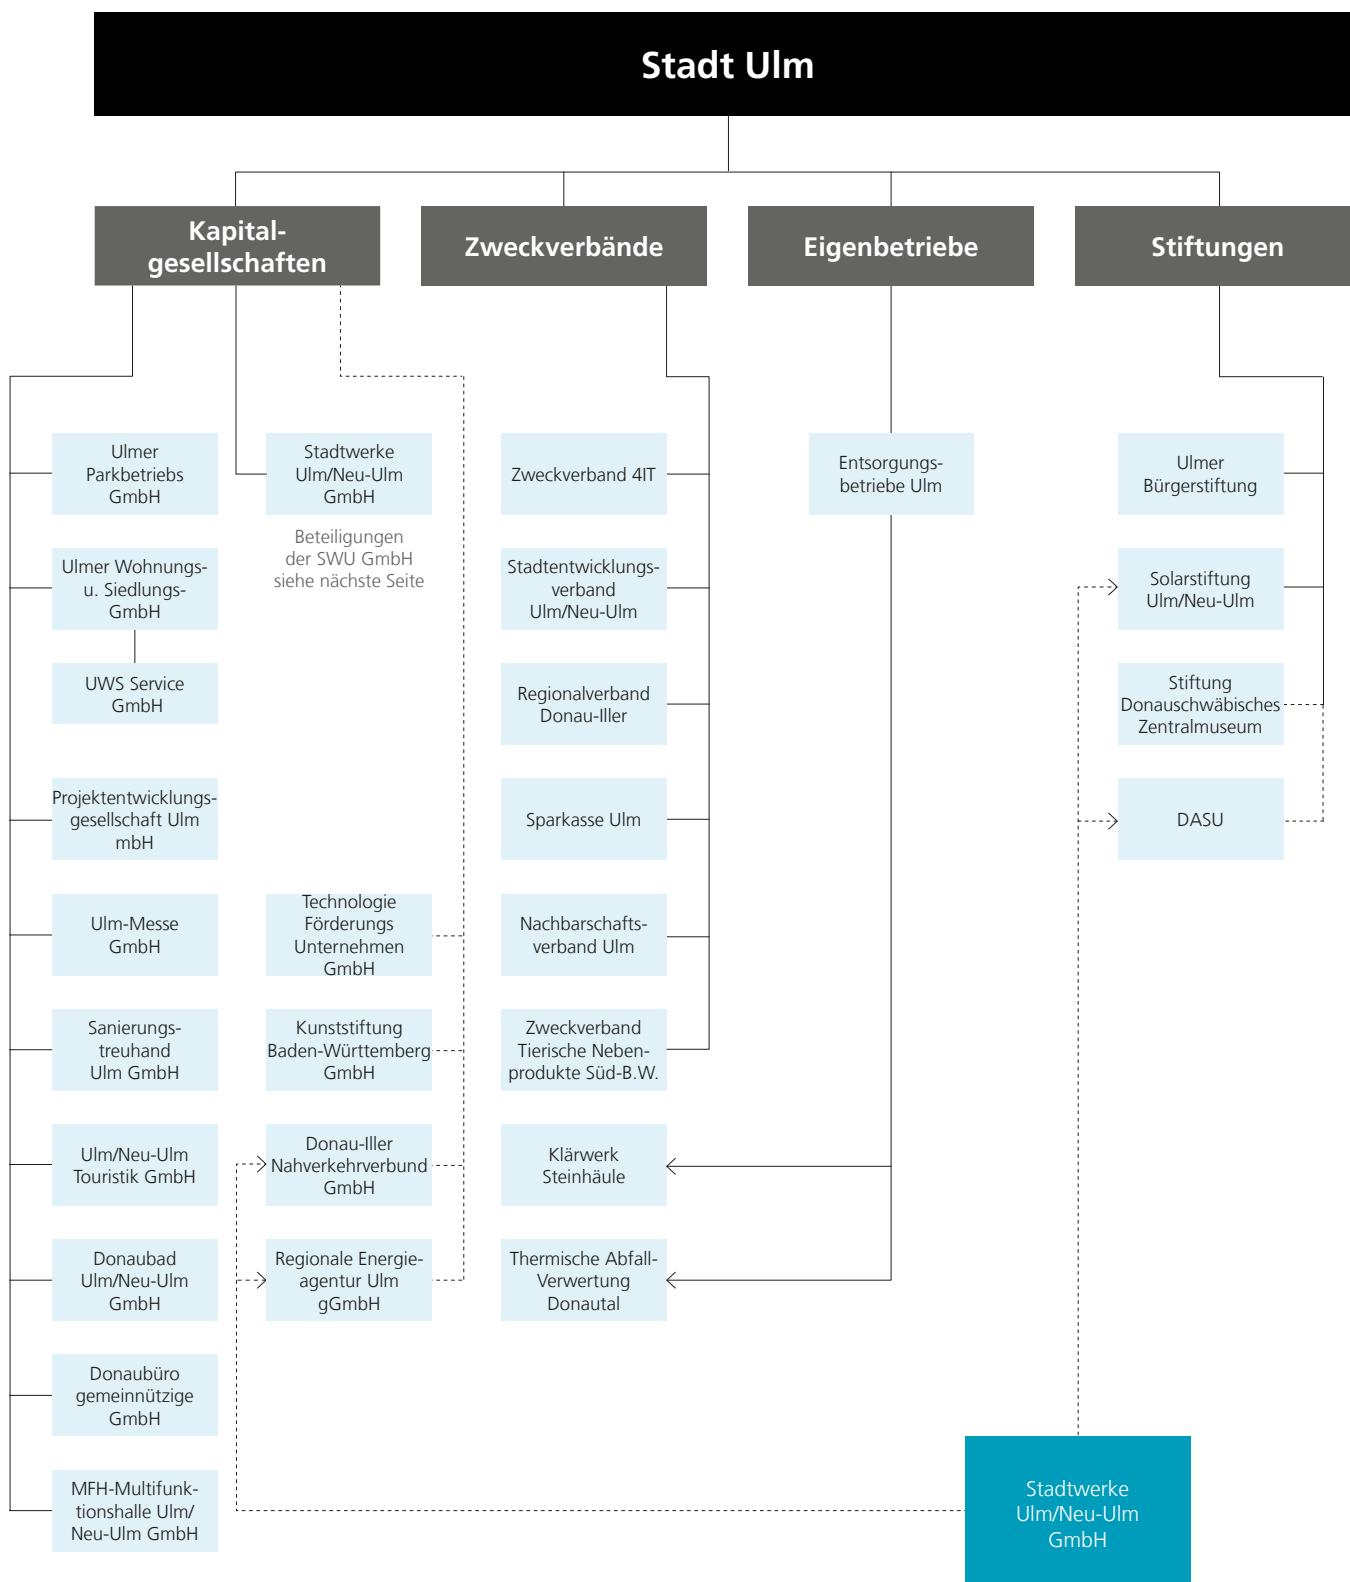 Stadt Ulm
Kapital-
gesellschaften
Zweckverbände
Eigenbetriebe
Stiftungen
Ulmer
Parkbetriebs
GmbH
Ulmer Wohnungs-
u. Siedlungs-
GmbH
UWS Service
GmbH
Projektentwicklungs-
gesellschaft Ulm
mbH
Ulm-Messe
GmbH
Sanierungs-
treuhand
Ulm GmbH
Ulm/Neu-Ulm
Touristik GmbH
Donaubad
Ulm/Neu-Ulm
GmbH
Donaubüro
gemeinnützige
GmbH
MFH-Multifunk-
tionshalle Ulm/
Neu-Ulm GmbH
Stadtwerke
Ulm/Neu-Ulm
GmbH
Beteiligungen
der SWU GmbH
siehe nächste Seite
Technologie
Förderungs
Unternehmen
GmbH
Kunststiftung
Baden-Württemberg
GmbH
Donau-Iller
Nahverkehrverbund
GmbH
Regionale Energie-
agentur Ulm
gGmbH
Zweckverband 4IT
Stadtentwicklungs-
verband
Ulm/Neu-Ulm
Regionalverband
Donau-Iller
Sparkasse Ulm
Nachbarschafts-
verband Ulm
Zweckverband
Tierische Neben-
produkte Süd-B.W.
Klärwerk
Steinhäule
Thermische Abfall-
Verwertung
Donautal
Entsorgungs-
betriebe Ulm
Ulmer
Bürgerstiftung
Solarstiftung
Ulm/Neu-Ulm
Stiftung
Donauschwäbisches
Zentralmuseum
DASU
Stadtwerke
Ulm/Neu-Ulm
GmbH